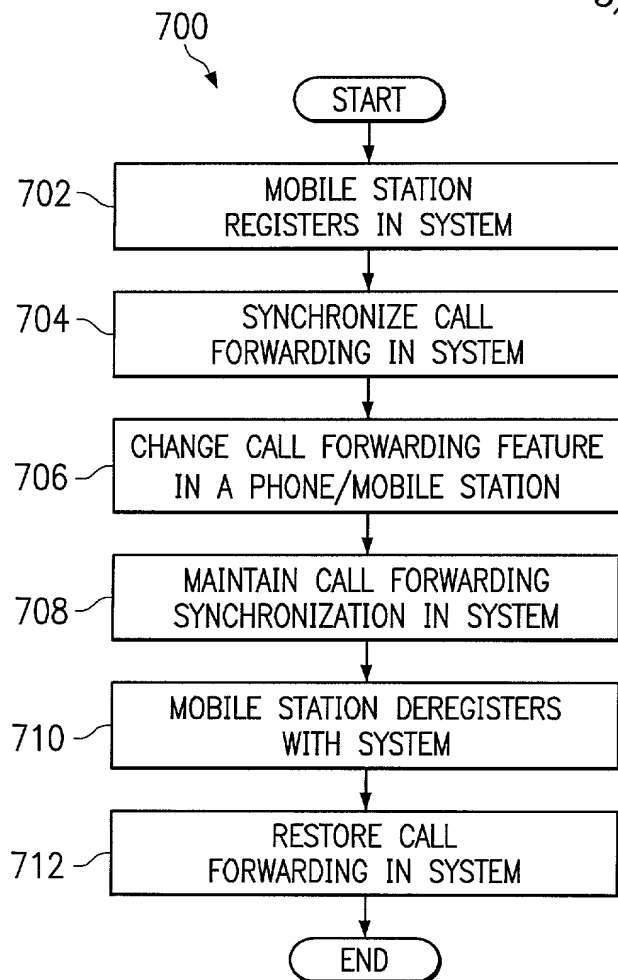 700
START
702
MOBILE STATION
REGISTERS IN SYSTEM
704
SYNCHRONIZE CALL
FORWARDING IN SYSTEM
706
CHANGE CALL FORWARDING FEATURE
IN A PHONE/MOBILE STATION
708
MAINTAIN CALL FORWARDING
SYNCHRONIZATION IN SYSTEM
710
MOBILE STATION DEREGISTERS
WITH SYSTEM
712
RESTORE CALL
FORWARDING IN SYSTEM
END